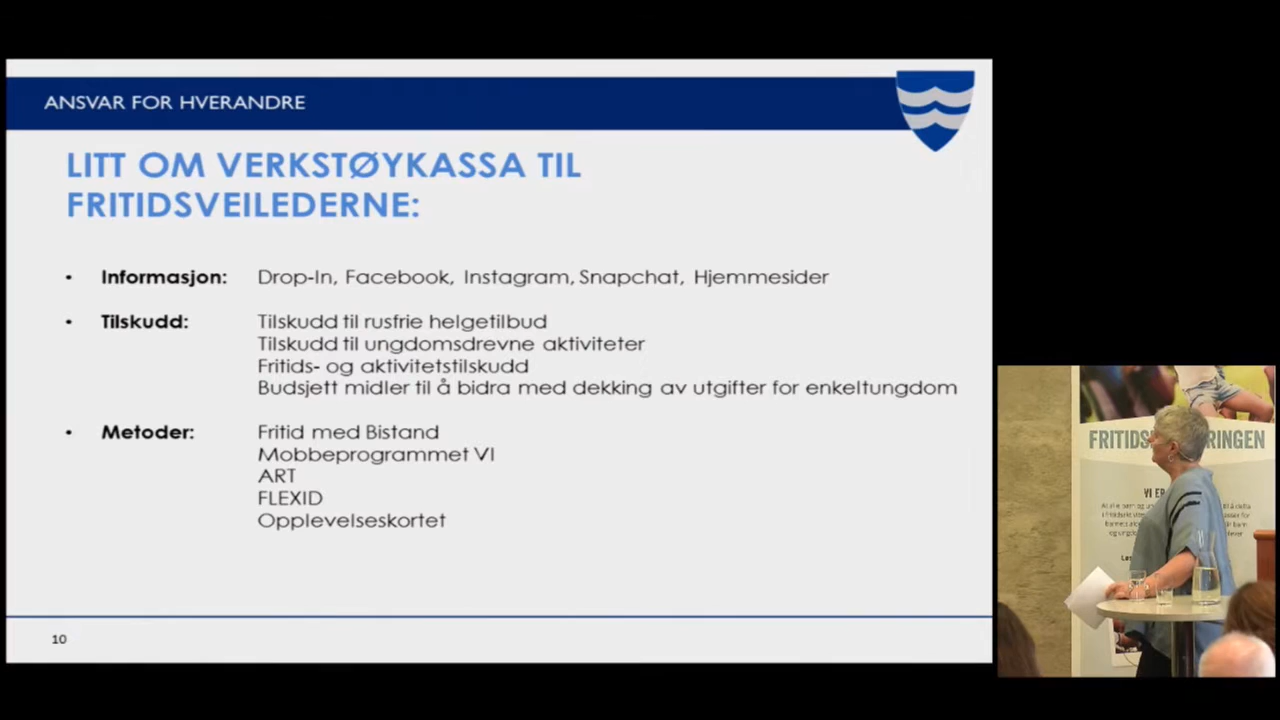 ANSVAR FOR HVERANDRE
LITT OM VERKSTØYKASSA TIL
FRITIDSVEILEDERNE:
• Informasjon: Drop-In, Facebook, Instagram, Snapchat, Hjemmesider
• Tilskudd: Tilskudd til rusfrie helgetilbud
Tilskudd til ungdomsdrevne aktiviteter
Fritids- og aktivitetstilskudd
Budsjett midler til å bidra med dekking av utgifter for enkeltungdom
• Metoder: Fritid med Bistand
Mobbeprogrammet VI
ART
FLEXID
Opplevelseskortet
10
VI ER